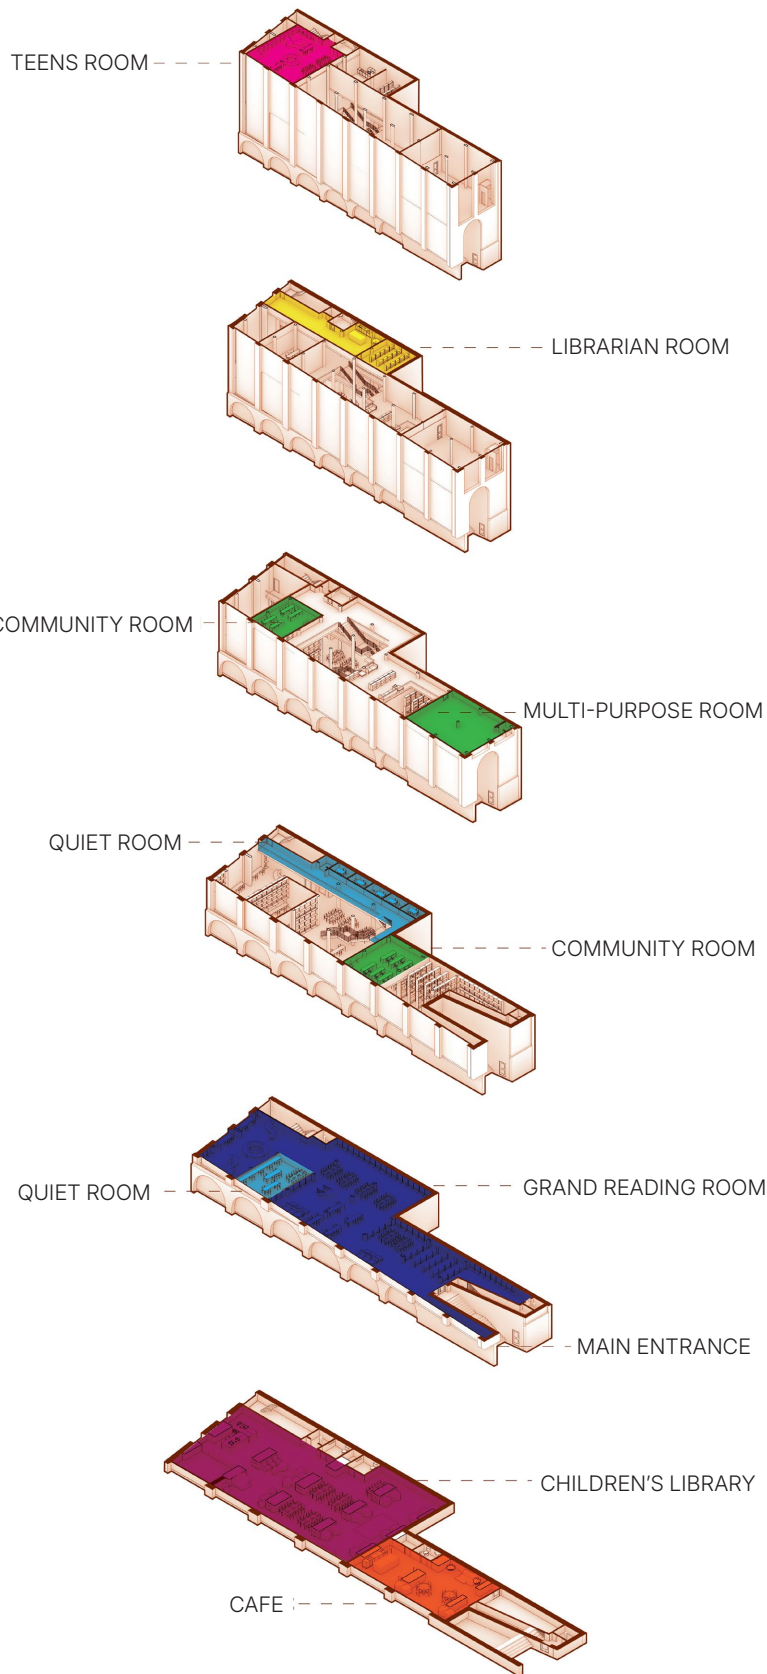 TEENS ROOM
LIBRARIAN ROOM
COMMUNITY ROOM
MULTI-PURPOSE ROOM
QUIET ROOM
COMMUNITY ROOM
QUIET ROOM
GRAND READING ROOM
MAIN ENTRANCE
CHILDREN'S LIBRARY
CAFE